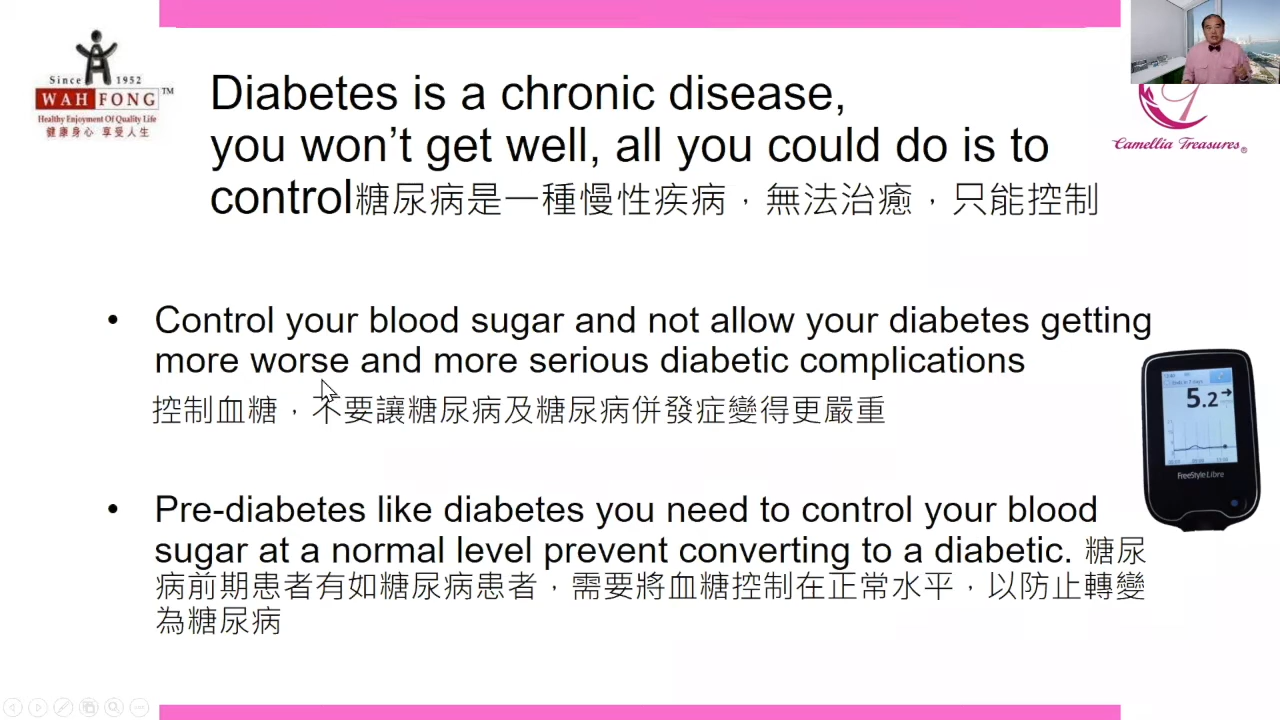 Since 1952
WAH FONG TM
Healthy Enjoyment Of Quality Life
健康身心 享受人生
Camellia Treasures®
Diabetes is a chronic disease,
you won’t get well, all you could do is to
control糖尿病是一種慢性疾病，無法治癒，只能控制
• Control your blood sugar and not allow your diabetes getting
more worse and more serious diabetic complications
控制血糖，不要讓糖尿病及糖尿病併發症變得更嚴重
5.2
FreeStyle Libre
• Pre-diabetes like diabetes you need to control your blood
sugar at a normal level prevent converting to a diabetic. 糖尿
病前期患者有如糖尿病患者，需要將血糖控制在正常水平，以防止轉變
為糖尿病